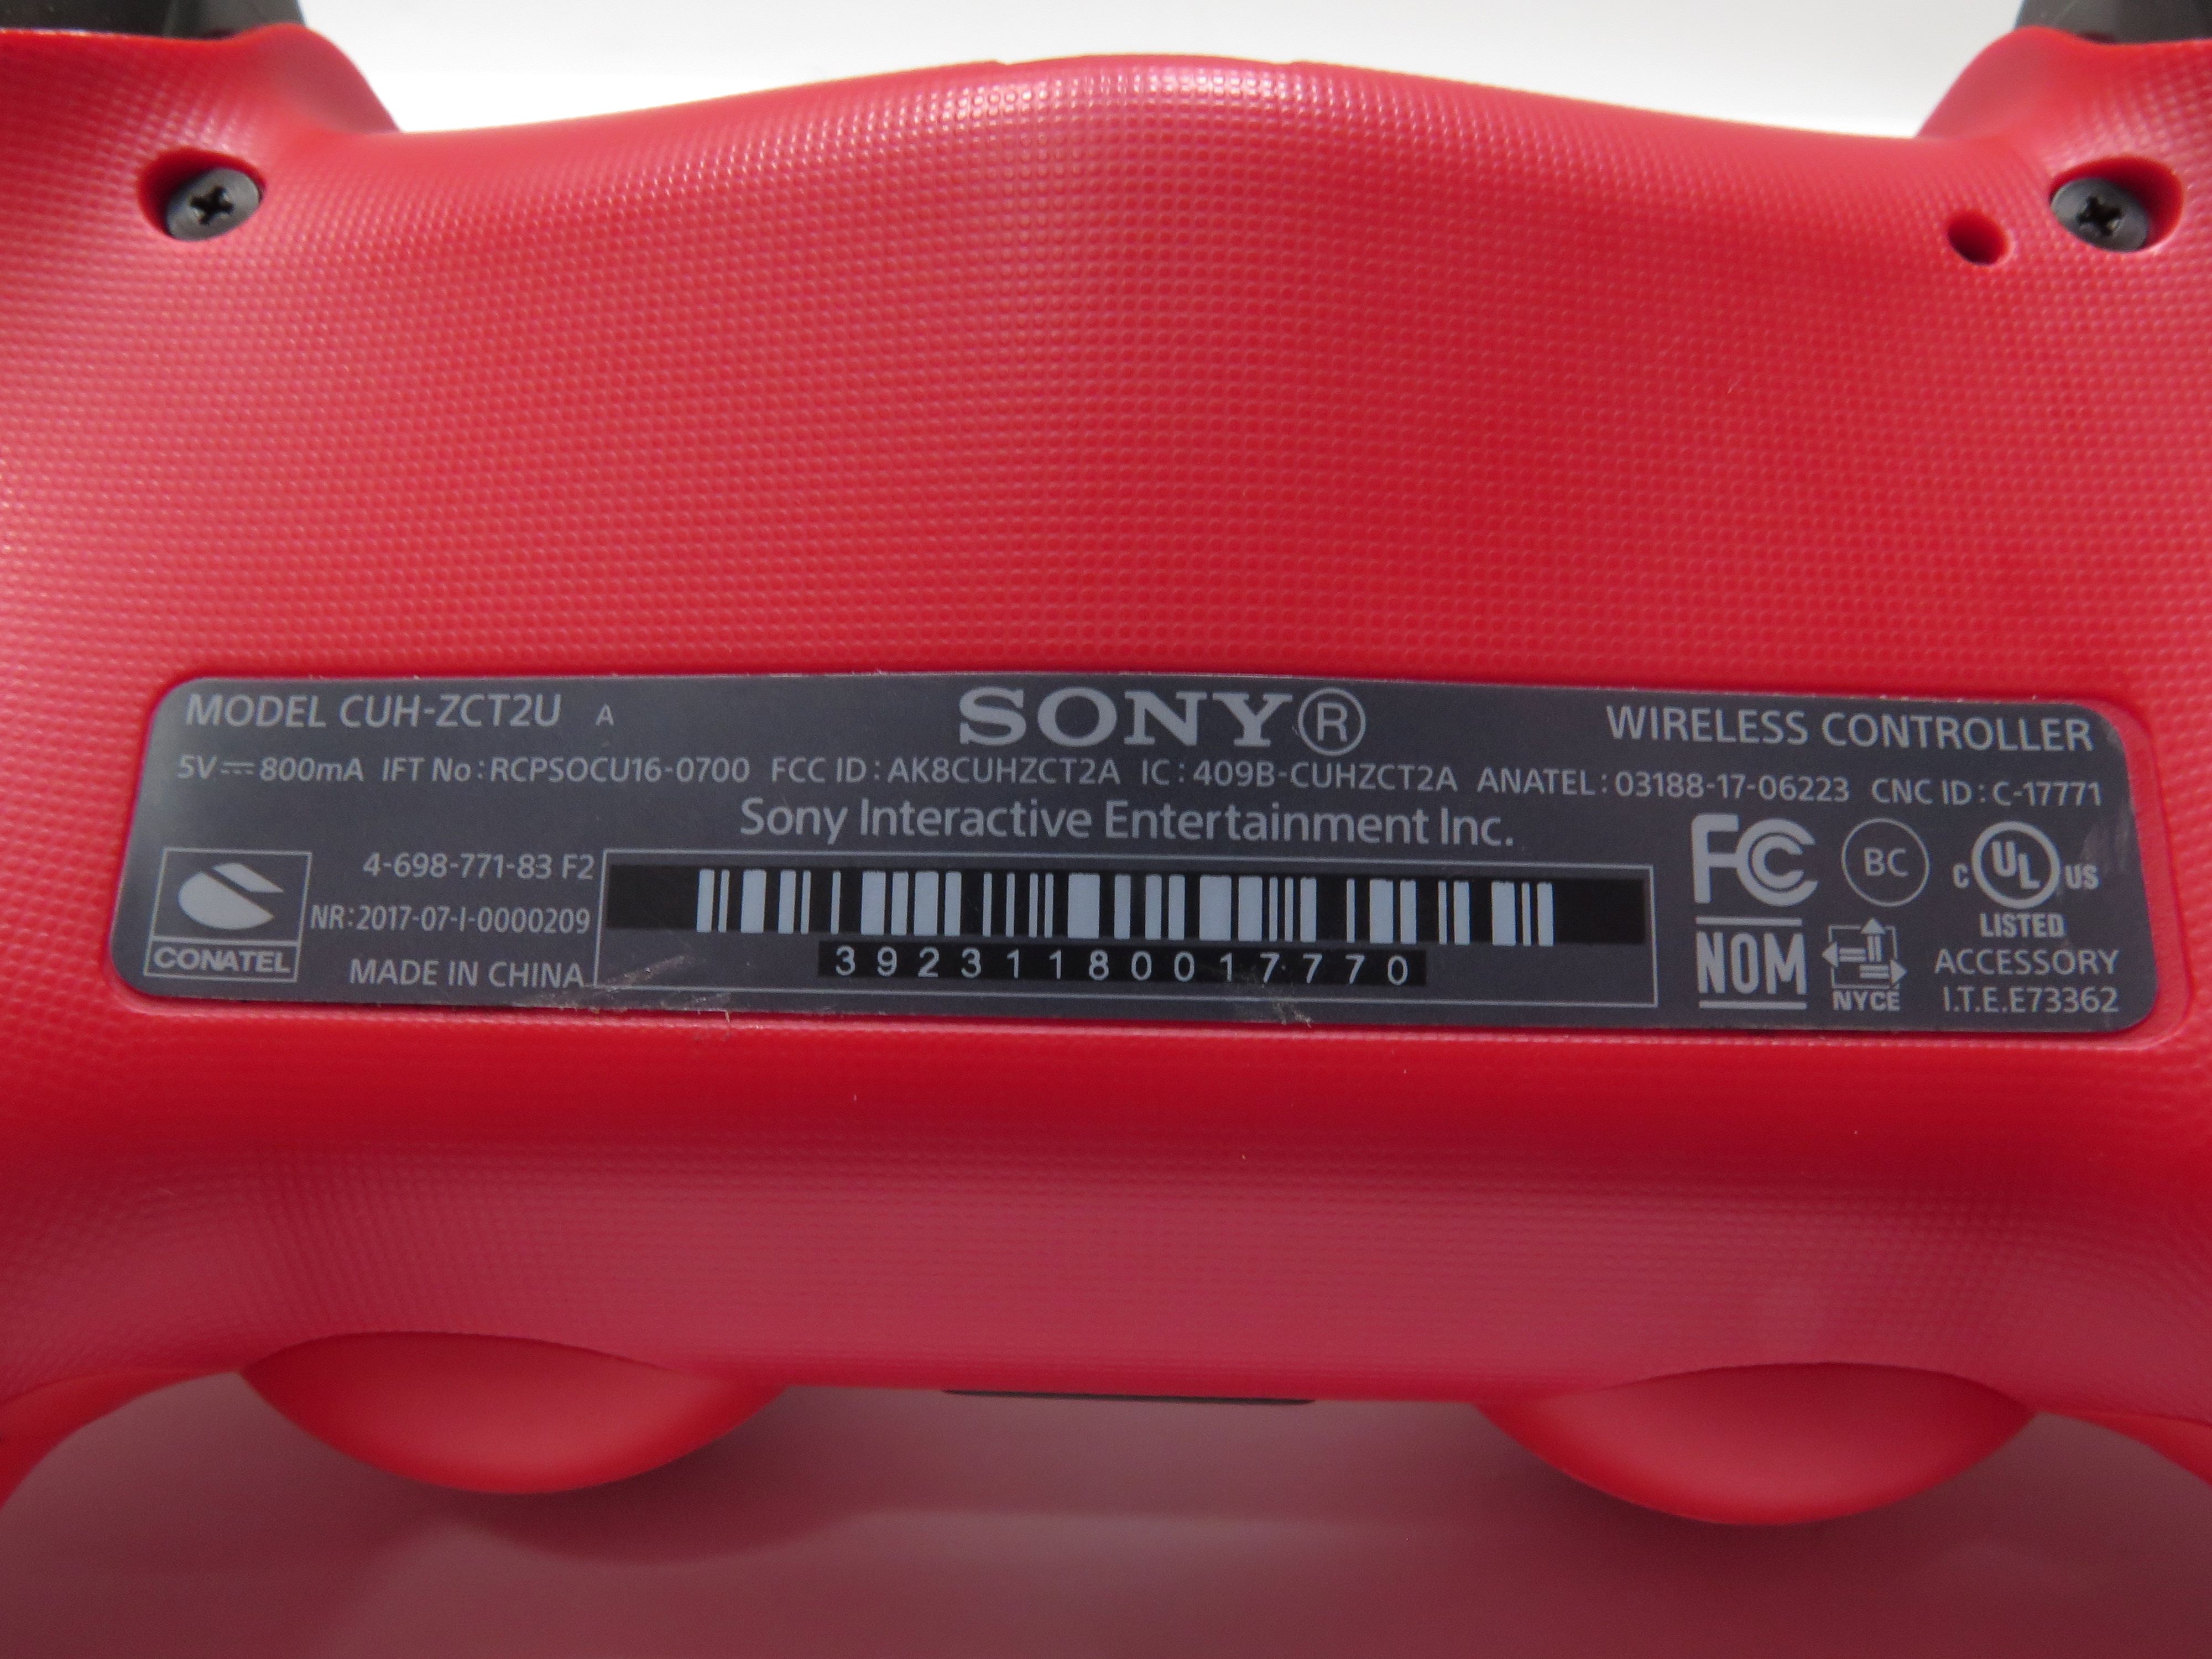 MODEL CUH-ZCT2U A SONY® WIRELESS CONTROLLER
5V⎓800mA IFT No:RCPSOCU16-0700 FCC ID:AK8CUHZCT2A IC:409B-CUHZCT2A ANATEL:03188-17-06223 CNC ID:C-17771
Sony Interactive Entertainment Inc.
4-698-771-83 F2
NR:2017-07-I-0000209
MADE IN CHINA
CONATEL
39231180017770
FC BC c UL US
LISTED
NOM NYCE
ACCESSORY
I.T.E.E73362